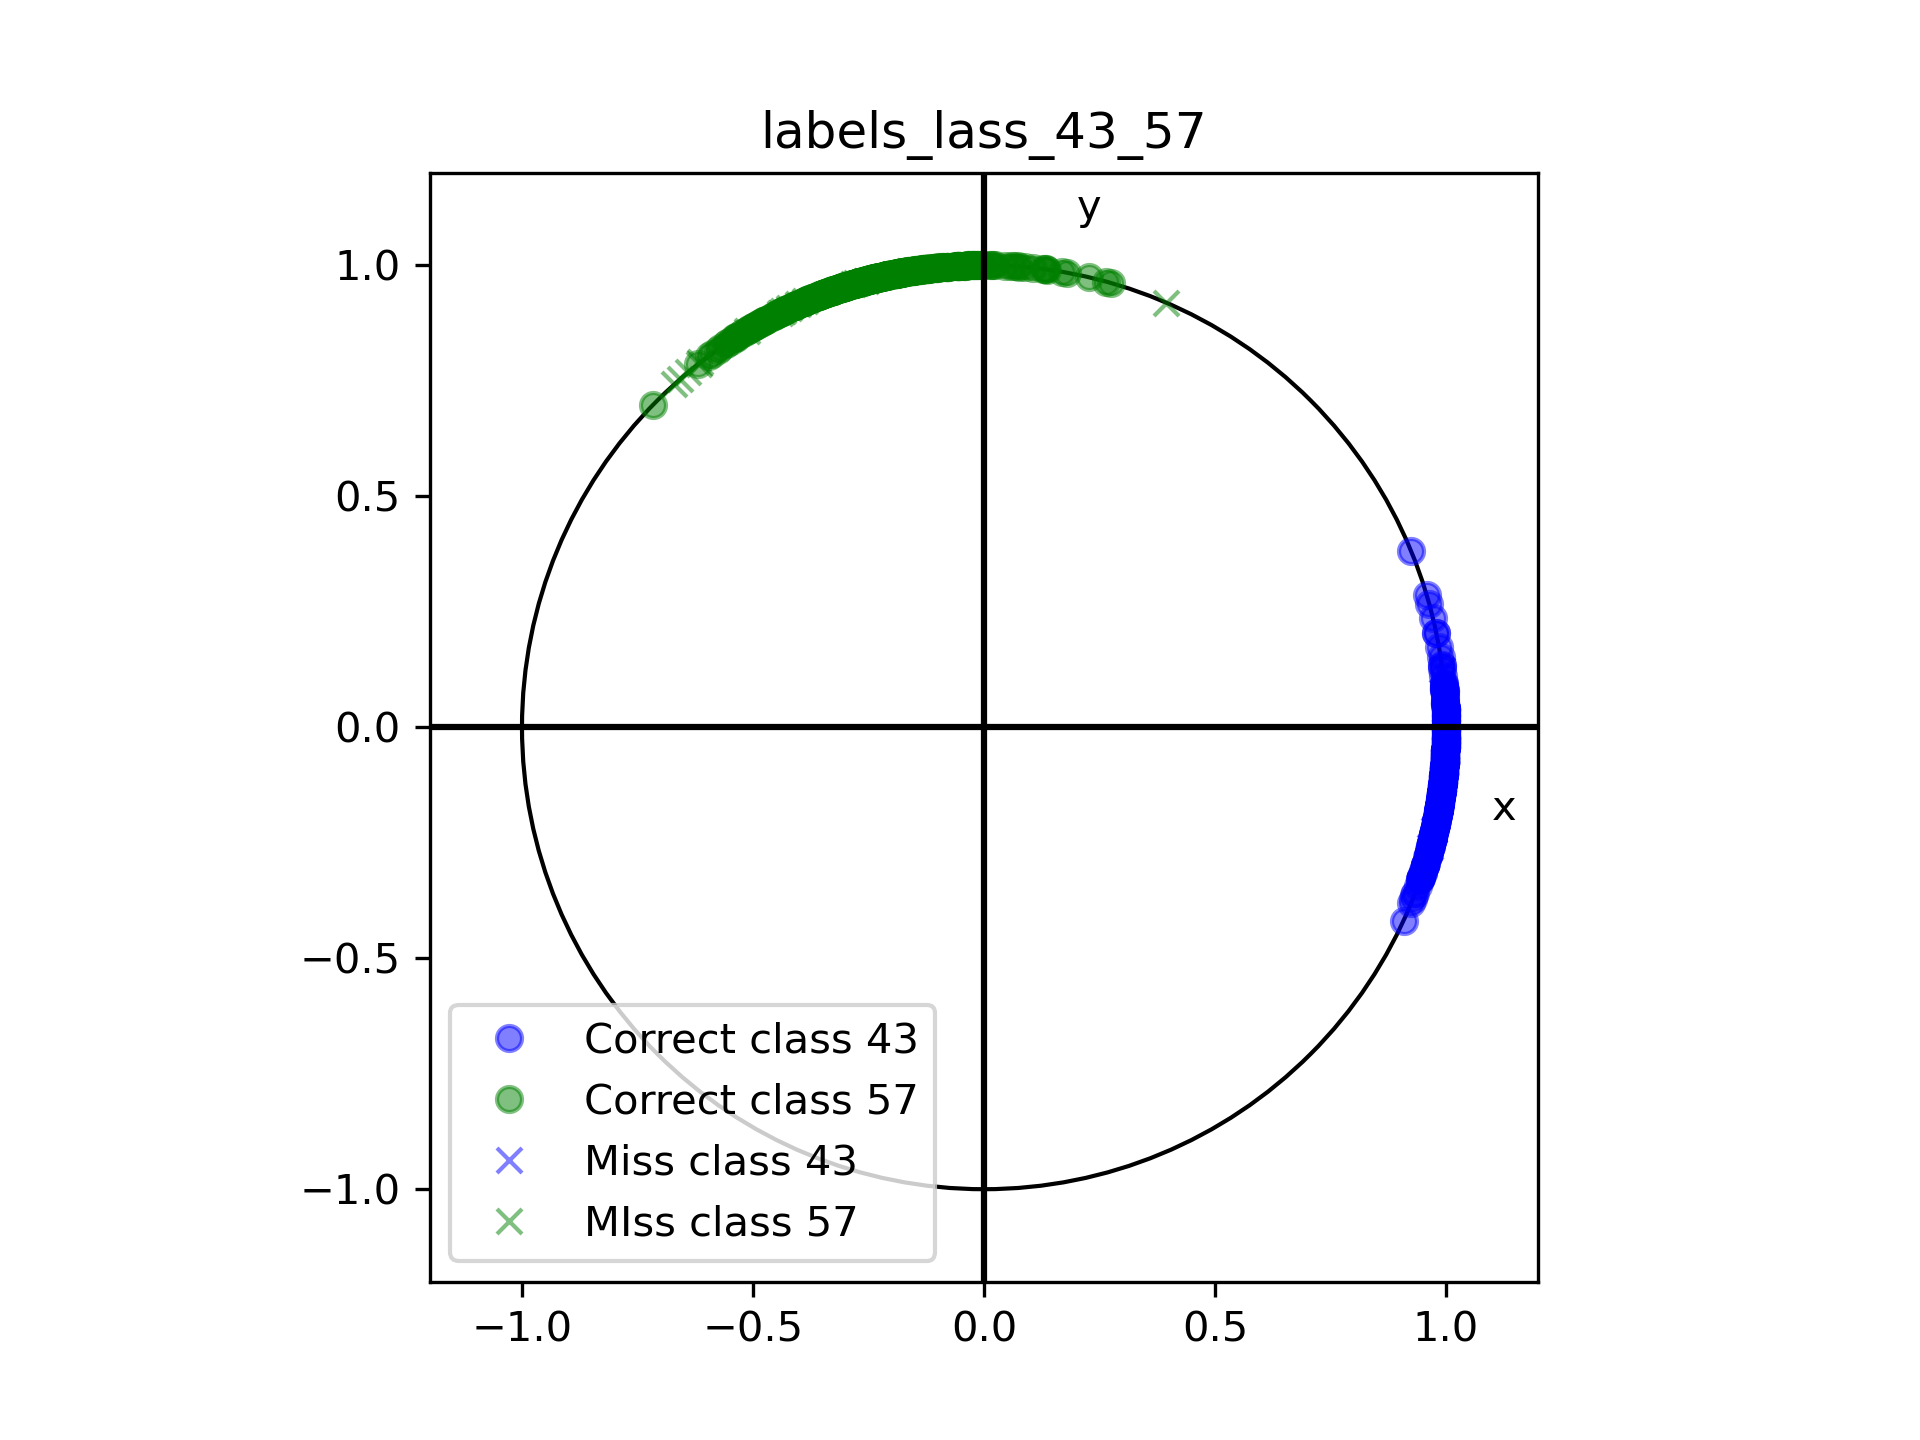 labels_lass_43_57
y
1.0
0.5
0.0
x
−0.5
−1.0
Correct class 43
Correct class 57
Miss class 43
MIss class 57
−1.0 −0.5 0.0 0.5 1.0